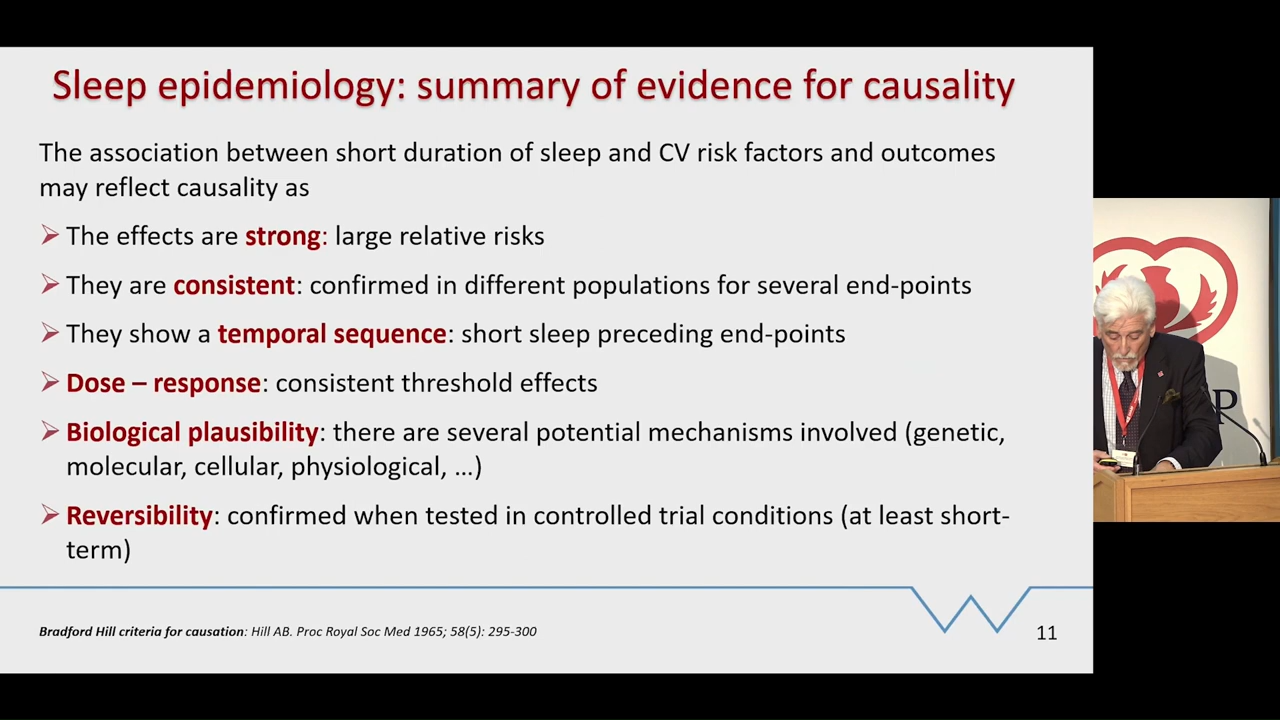 Sleep epidemiology: summary of evidence for causality
The association between short duration of sleep and CV risk factors and outcomes
may reflect causality as
The effects are strong: large relative risks
They are consistent: confirmed in different populations for several end-points
They show a temporal sequence: short sleep preceding end-points
Dose – response: consistent threshold effects
Biological plausibility: there are several potential mechanisms involved (genetic,
molecular, cellular, physiological, ...)
Reversibility: confirmed when tested in controlled trial conditions (at least short-
term)
Bradford Hill criteria for causation: Hill AB. Proc Royal Soc Med 1965; 58(5): 295-300
11
P